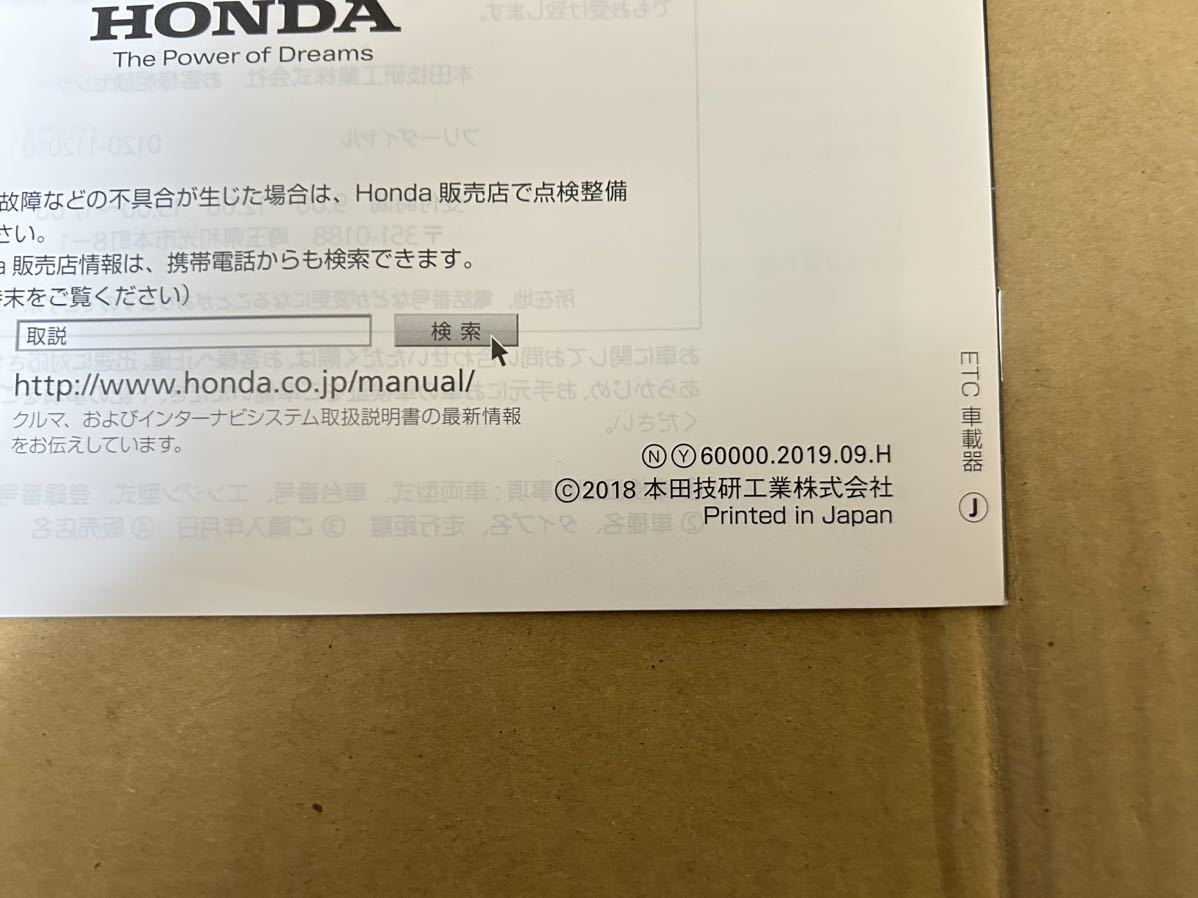 HONDA
The Power of Dreams
故障などの不具合が生じた場合は、Honda 販売店で点検整備
さい。
a 販売店情報は、携帯電話からも検索できます。
末をご覧ください）
取説
検索
http://www.honda.co.jp/manual/
クルマ、およびインターナビシステム取扱説明書の最新情報
をお伝えしています。
ⓃⓎ60000.2019.09.H
©2018 本田技研工業株式会社
Printed in Japan
ETC 車載器 Ⓙ